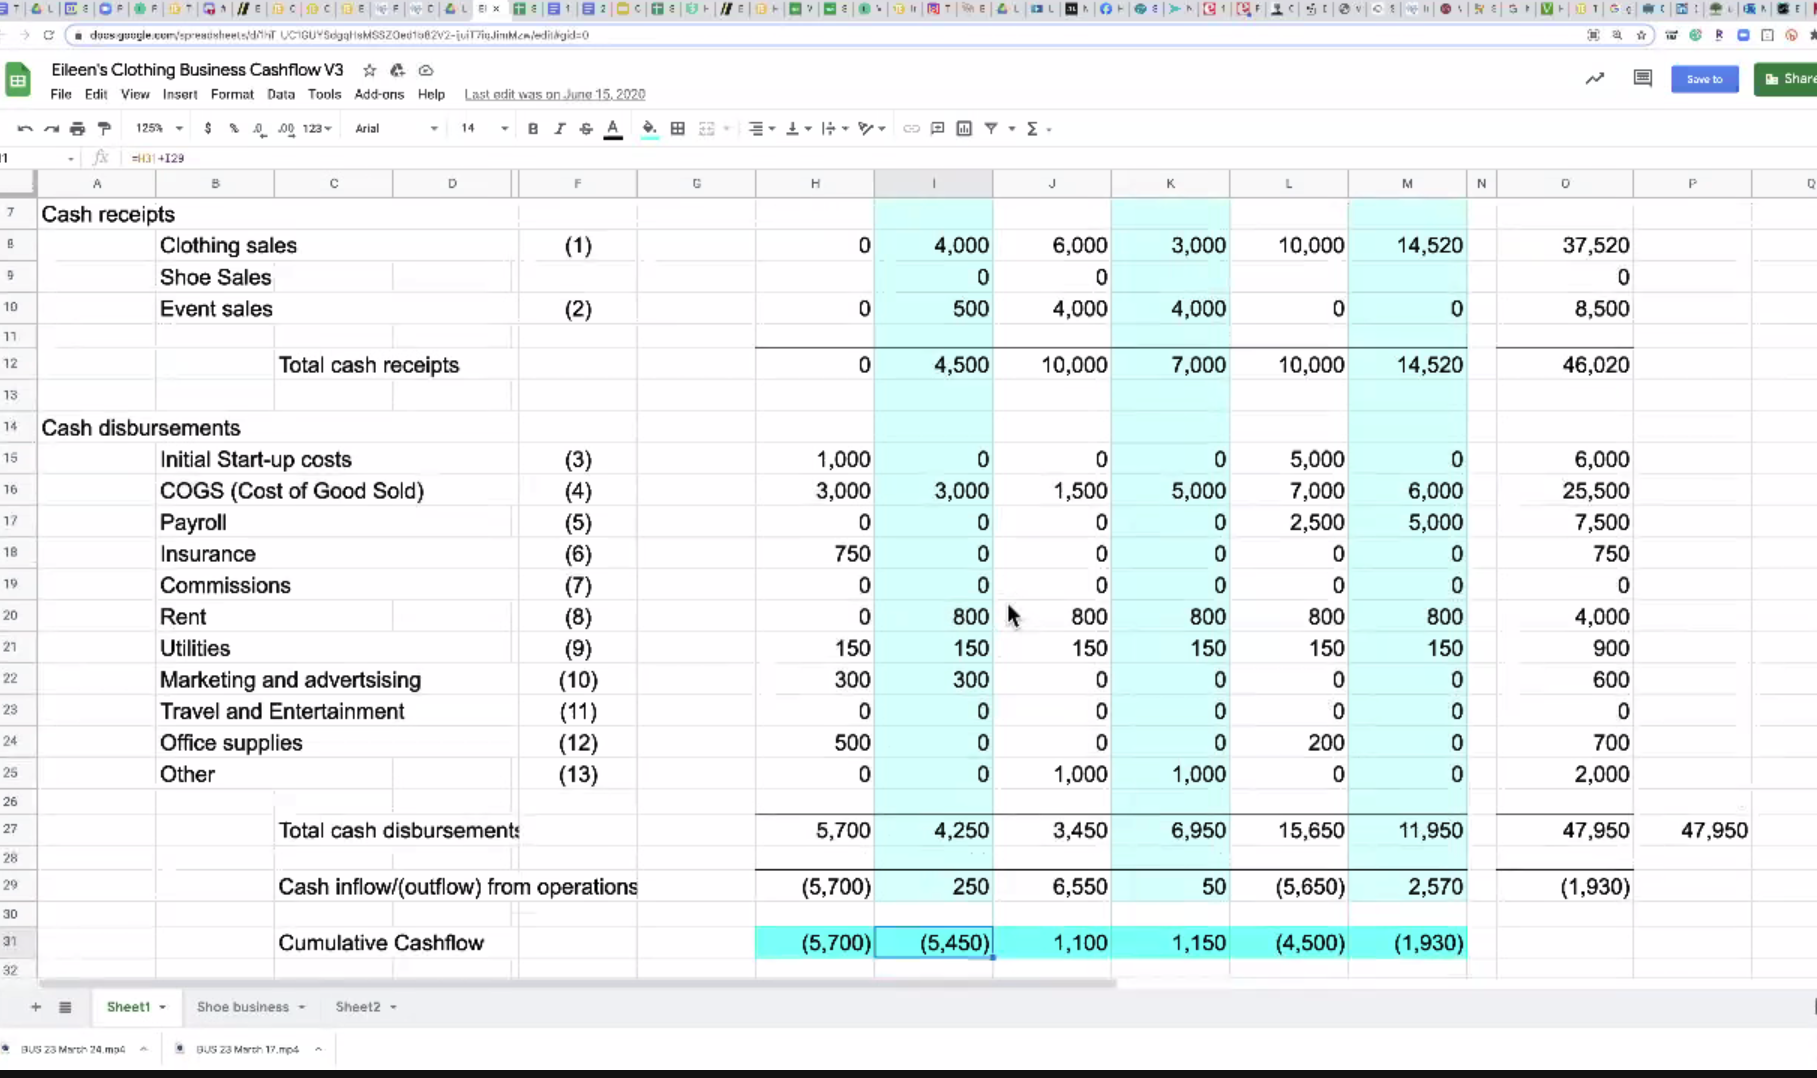 docs.google.com/spreadsheets/d/
Eileen's Clothing Business Cashflow V3
File Edit View Insert Format Data Tools Add-ons Help Last edit was on June 15, 2020
Save to Share
125% $ % .0 .00 123 Arial 14 B I S A Σ
fx =H31+I29
A B C D F G H I J K L M N O P Q
7 Cash receipts
8 Clothing sales (1) 0 4,000 6,000 3,000 10,000 14,520 37,520
9 Shoe Sales 0 0 0
10 Event sales (2) 0 500 4,000 4,000 0 0 8,500
11
12 Total cash receipts 0 4,500 10,000 7,000 10,000 14,520 46,020
13
14 Cash disbursements
15 Initial Start-up costs (3) 1,000 0 0 0 5,000 0 6,000
16 COGS (Cost of Good Sold) (4) 3,000 3,000 1,500 5,000 7,000 6,000 25,500
17 Payroll (5) 0 0 0 0 2,500 5,000 7,500
18 Insurance (6) 750 0 0 0 0 0 750
19 Commissions (7) 0 0 0 0 0 0 0
20 Rent (8) 0 800 800 800 800 800 4,000
21 Utilities (9) 150 150 150 150 150 150 900
22 Marketing and advertsising (10) 300 300 0 0 0 0 600
23 Travel and Entertainment (11) 0 0 0 0 0 0 0
24 Office supplies (12) 500 0 0 0 200 0 700
25 Other (13) 0 0 1,000 1,000 0 0 2,000
26
27 Total cash disbursements 5,700 4,250 3,450 6,950 15,650 11,950 47,950 47,950
28
29 Cash inflow/(outflow) from operations (5,700) 250 6,550 50 (5,650) 2,570 (1,930)
30
31 Cumulative Cashflow (5,700) (5,450) 1,100 1,150 (4,500) (1,930)
32
+ Sheet1 Shoe business Sheet2
BUS 23 March 24.mp4 BUS 23 March 17.mp4